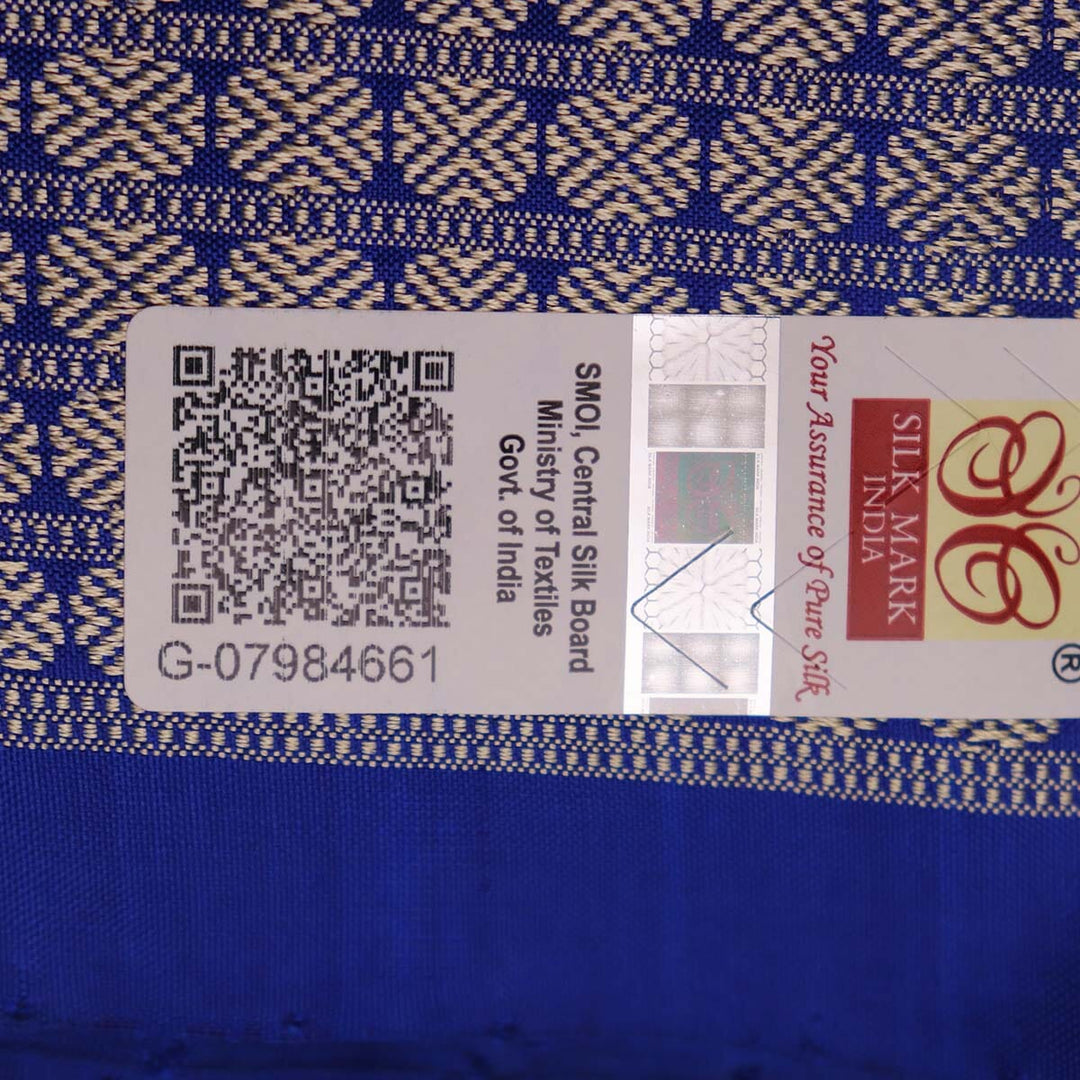 G-07984661
SMOI, Central Silk Board
Ministry of Textiles
Govt. of India
Your Assurance of Pure Silk
SILK MARK
INDIA
®